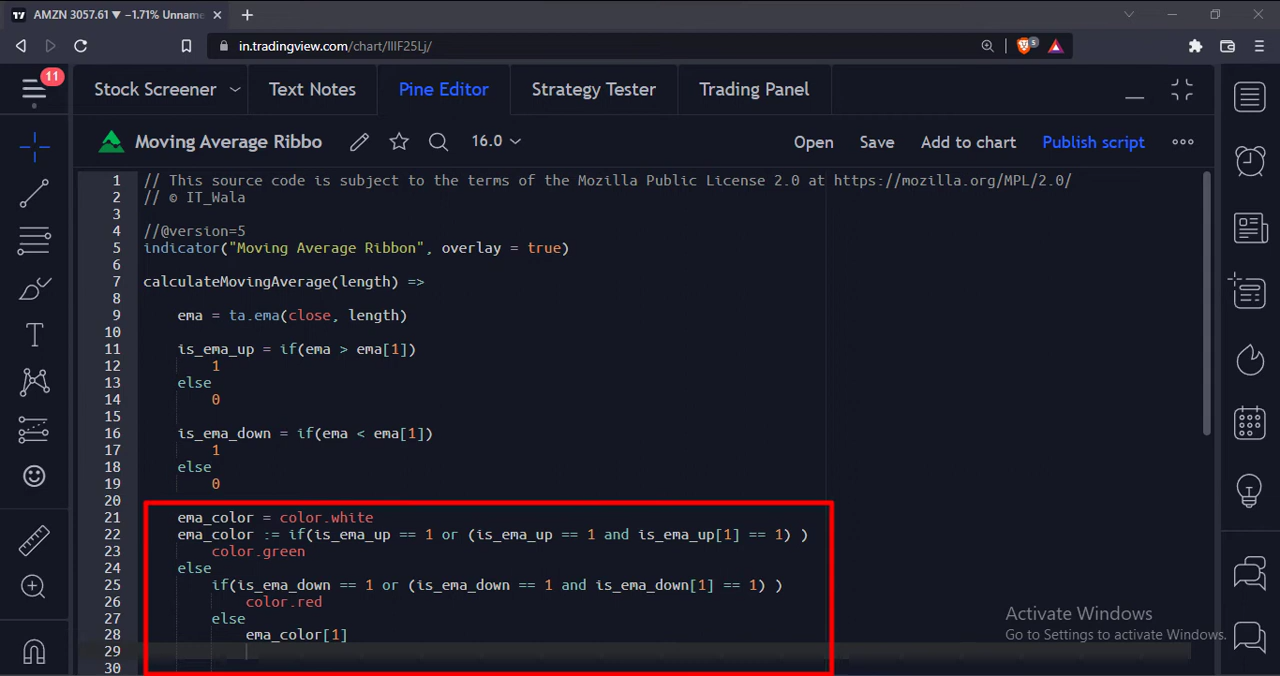 AMZN 3057.61 ▼ −1.71% Unname
in.tradingview.com/chart/IIIF25Lj/
5
11
Stock Screener
Text Notes
Pine Editor
Strategy Tester
Trading Panel
Moving Average Ribbo
16.0
Open
Save
Add to chart
Publish script
1 // This source code is subject to the terms of the Mozilla Public License 2.0 at https://mozilla.org/MPL/2.0/
2 // © IT_Wala
3
4 //@version=5
5 indicator("Moving Average Ribbon", overlay = true)
6
7 calculateMovingAverage(length) =>
8
9 ema = ta.ema(close, length)
10
11 is_ema_up = if(ema > ema[1])
12 1
13 else
14 0
15
16 is_ema_down = if(ema < ema[1])
17 1
18 else
19 0
20
21 ema_color = color.white
22 ema_color := if(is_ema_up == 1 or (is_ema_up == 1 and is_ema_up[1] == 1) )
23 color.green
24 else
25 if(is_ema_down == 1 or (is_ema_down == 1 and is_ema_down[1] == 1) )
26 color.red
27 else
28 ema_color[1]
29
30
Activate Windows
Go to Settings to activate Windows.